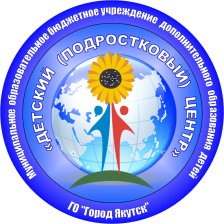 Муниципальное образовательное бюджетное учреждение дополнительного образования детей
«ДЕТСКИЙ (ПОДРОСТКОВЫЙ) ЦЕНТР»
ГО "Город Якутск"